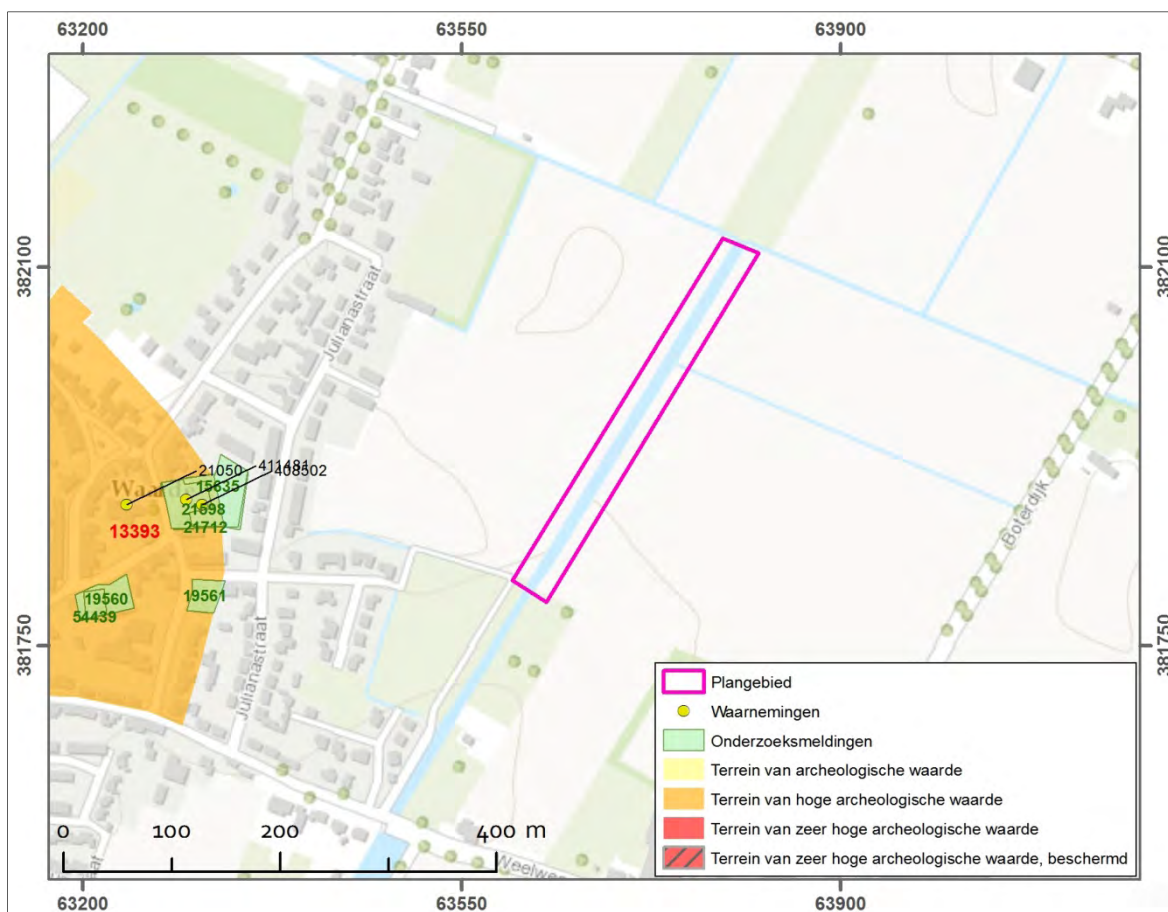 63200 63550 63900
382100 382100
Julianastraat
21050
411481
408502
15635
21698
21712
13393
19560
54439
19561
Julianastraat
Boterdijk
381750 381750
Plangebied
Waarnemingen
Onderzoeksmeldingen
Terrein van archeologische waarde
Terrein van hoge archeologische waarde
Terrein van zeer hoge archeologische waarde
Terrein van zeer hoge archeologische waarde, beschermd
0 100 200 400 m
63200 63550 63900